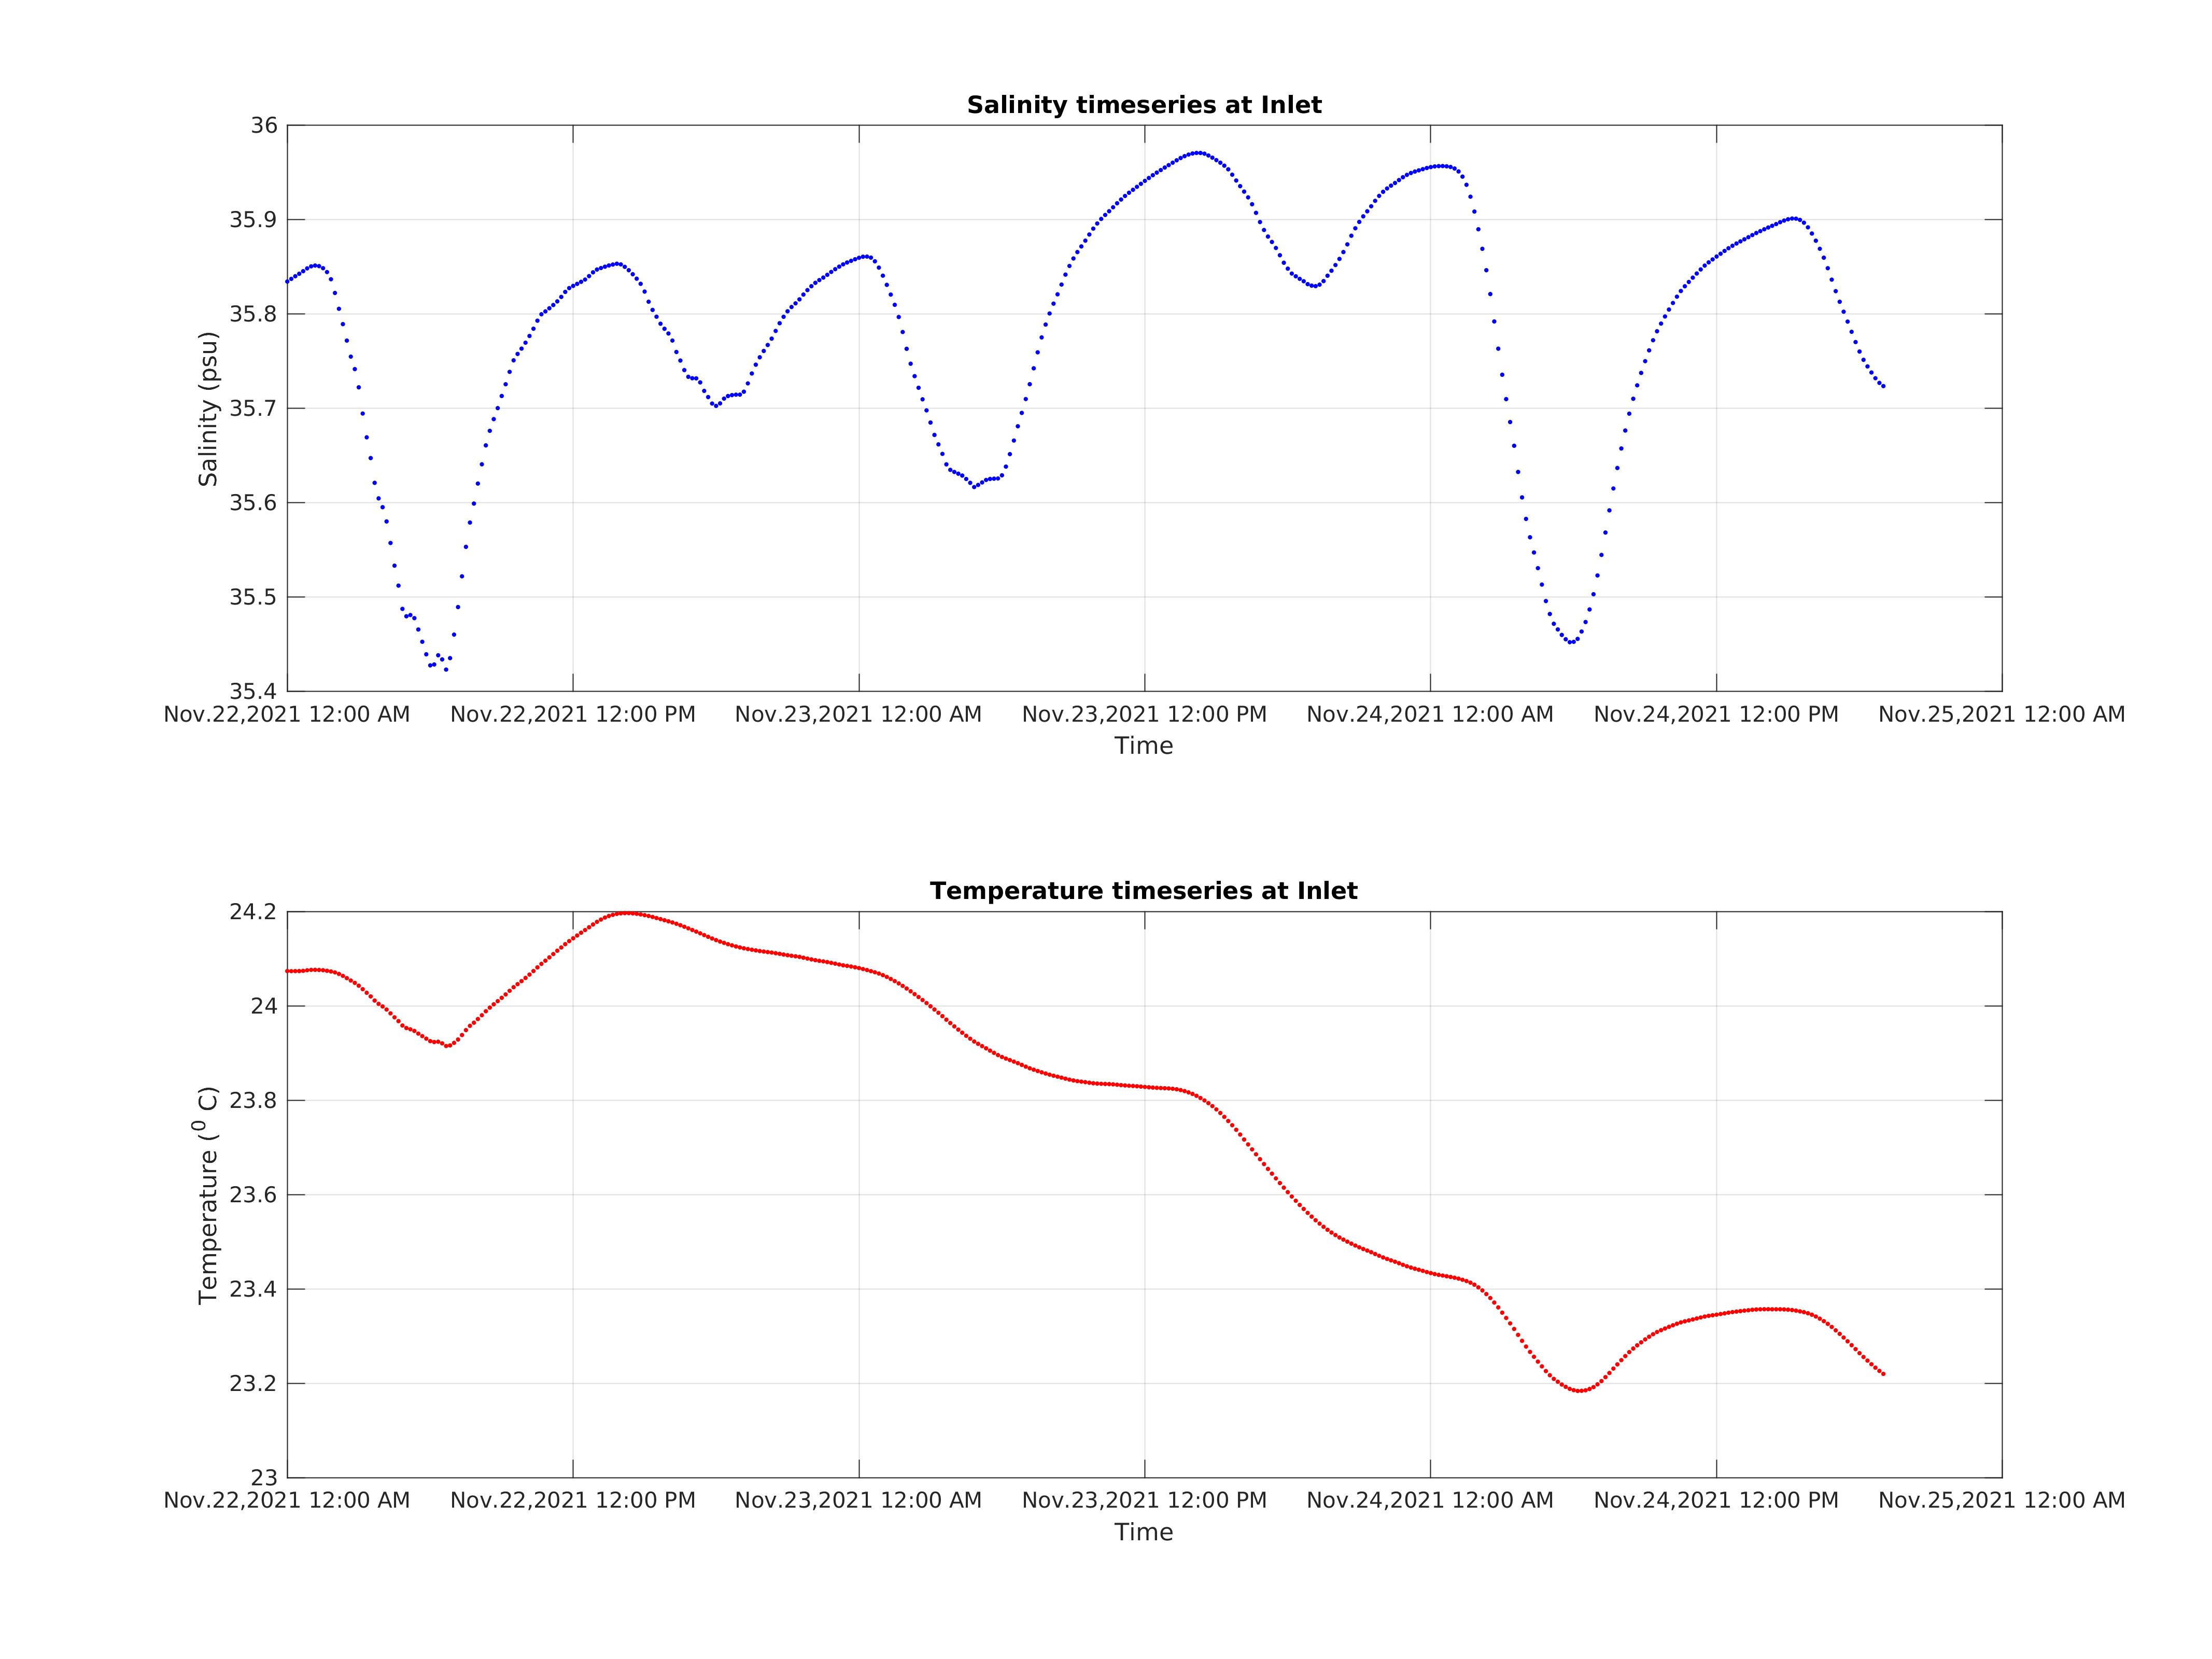 Salinity timeseries at Inlet
36
35.9
35.8
35.7
35.6
35.5
35.4
Salinity (psu)
Nov.22,2021 12:00 AM Nov.22,2021 12:00 PM Nov.23,2021 12:00 AM Nov.23,2021 12:00 PM Nov.24,2021 12:00 AM Nov.24,2021 12:00 PM Nov.25,2021 12:00 AM
Time
Temperature timeseries at Inlet
24.2
24
23.8
23.6
23.4
23.2
23
Temperature (⁰ C)
Nov.22,2021 12:00 AM Nov.22,2021 12:00 PM Nov.23,2021 12:00 AM Nov.23,2021 12:00 PM Nov.24,2021 12:00 AM Nov.24,2021 12:00 PM Nov.25,2021 12:00 AM
Time